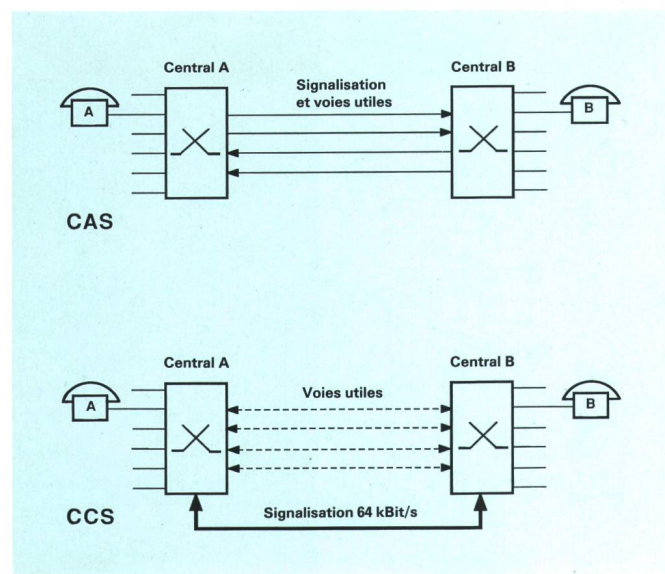 Central A
Central B
Signalisation
et voies utiles
A
B
CAS
Central A
Central B
Voies utiles
A
B
CCS
Signalisation 64 kBit/s